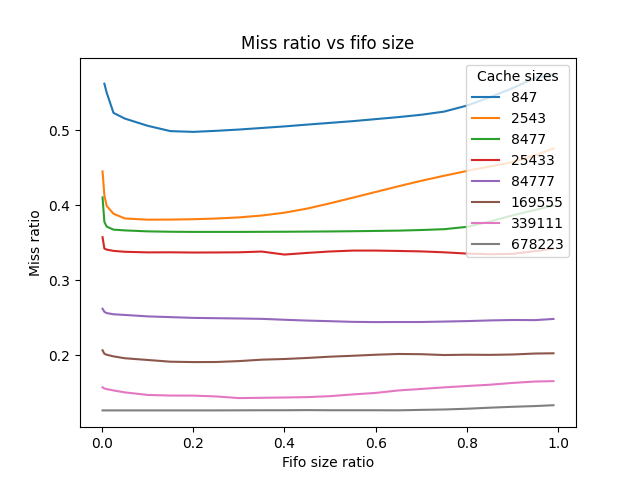 Miss ratio vs fifo size
Cache sizes
847
2543
8477
25433
84777
169555
339111
678223
Miss ratio
0.5
0.4
0.3
0.2
0.0 0.2 0.4 0.6 0.8 1.0
Fifo size ratio